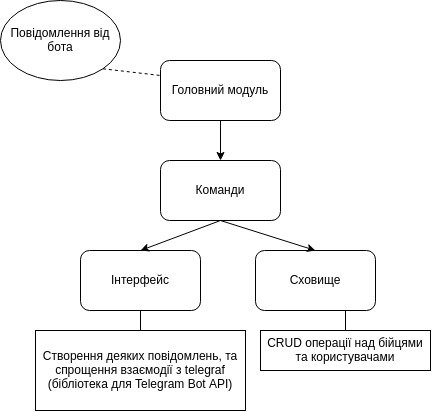 Повідомлення від
бота
Головний модуль
Команди
Інтерфейс
Сховище
Створення деяких повідомлень, та
спрощення взаємодії з telegraf
(бібліотека для Telegram Bot API)
CRUD операції над бійцями
та користувачами